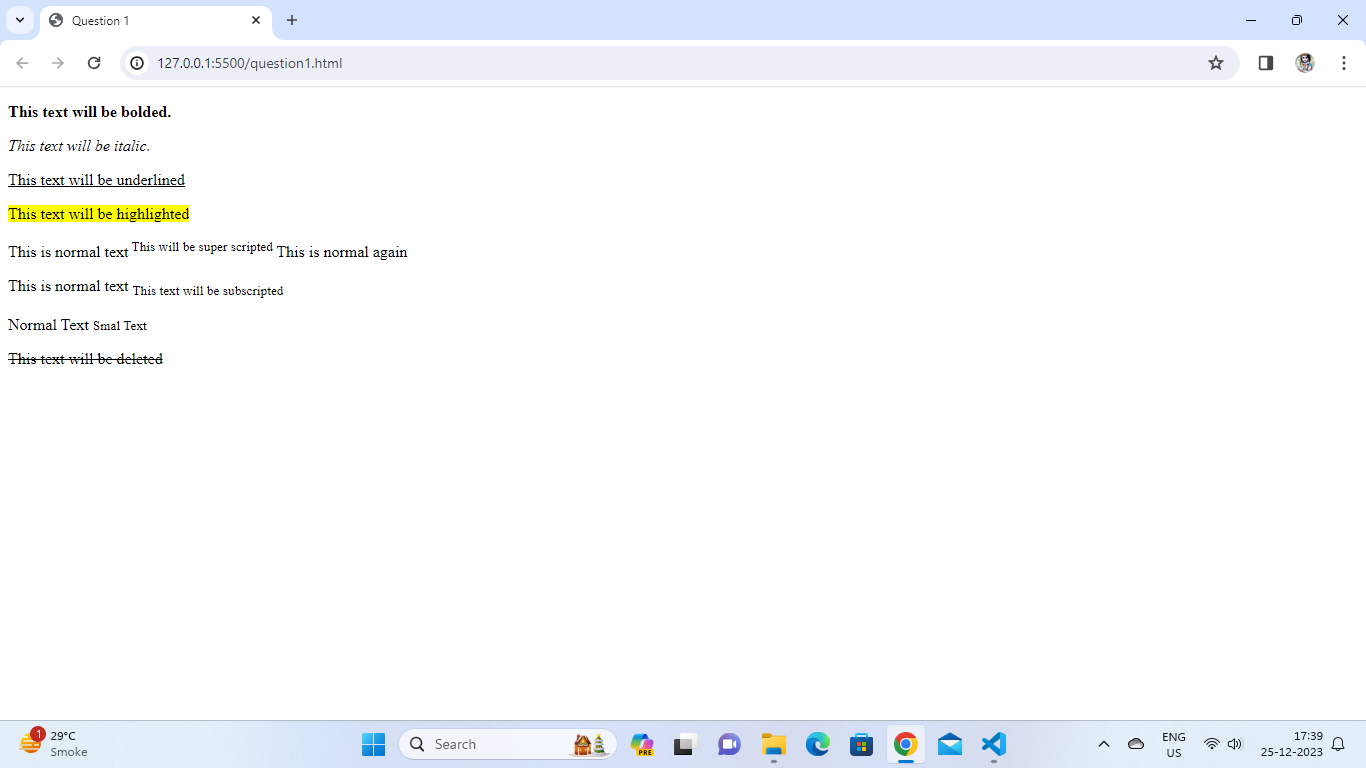 Question 1
127.0.0.1:5500/question1.html
This text will be bolded.
This text will be italic.
This text will be underlined
This text will be highlighted
This is normal text This will be super scripted This is normal again
This is normal text This text will be subscripted
Normal Text Smal Text
This text will be deleted
1
29°C
Smoke
Search
PRE
ENG
US
17:39
25-12-2023